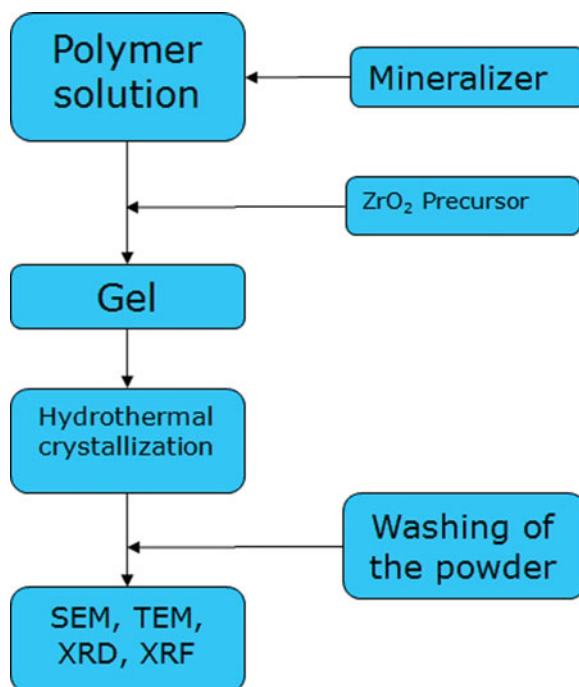 Polymer
solution
Mineralizer
ZrO₂ Precursor
Gel
Hydrothermal
crystallization
Washing of
the powder
SEM, TEM,
XRD, XRF